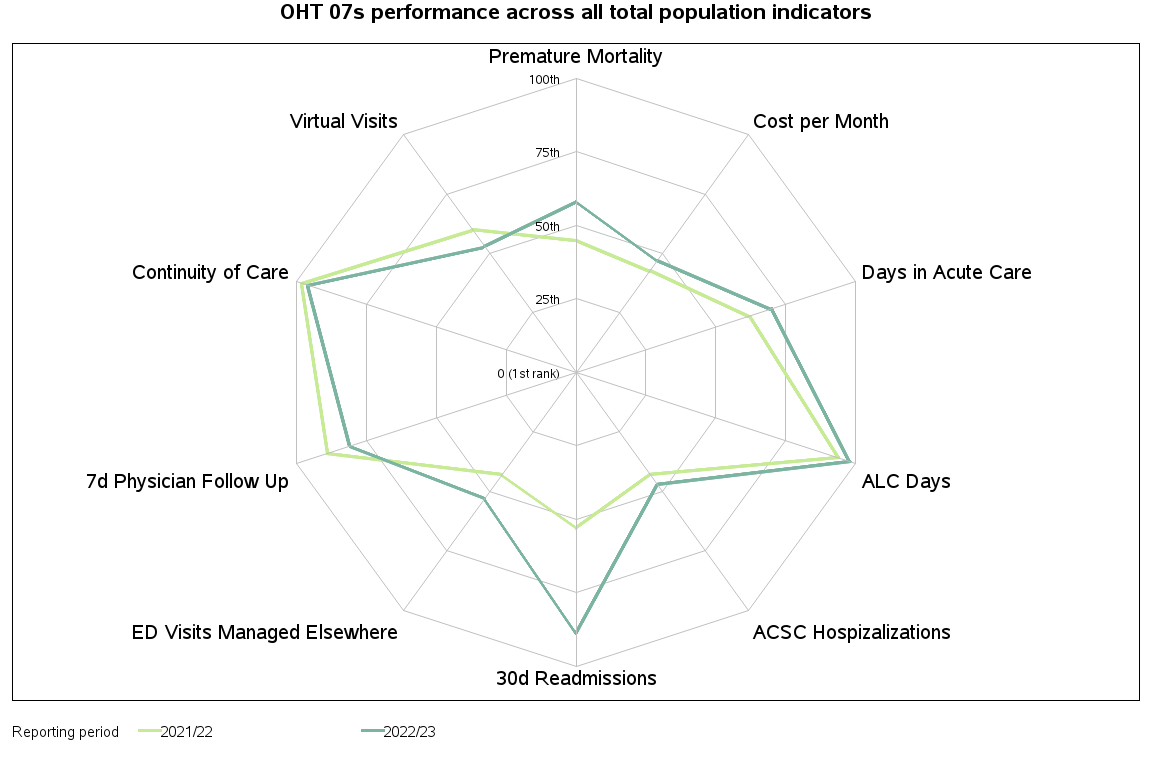 OHT 07s performance across all total population indicators
Premature Mortality
100th
Virtual Visits
Cost per Month
75th
50th
Continuity of Care
Days in Acute Care
25th
0 (1st rank)
7d Physician Follow Up
ALC Days
ED Visits Managed Elsewhere
ACSC Hospizalizations
30d Readmissions
Reporting period 2021/22 2022/23